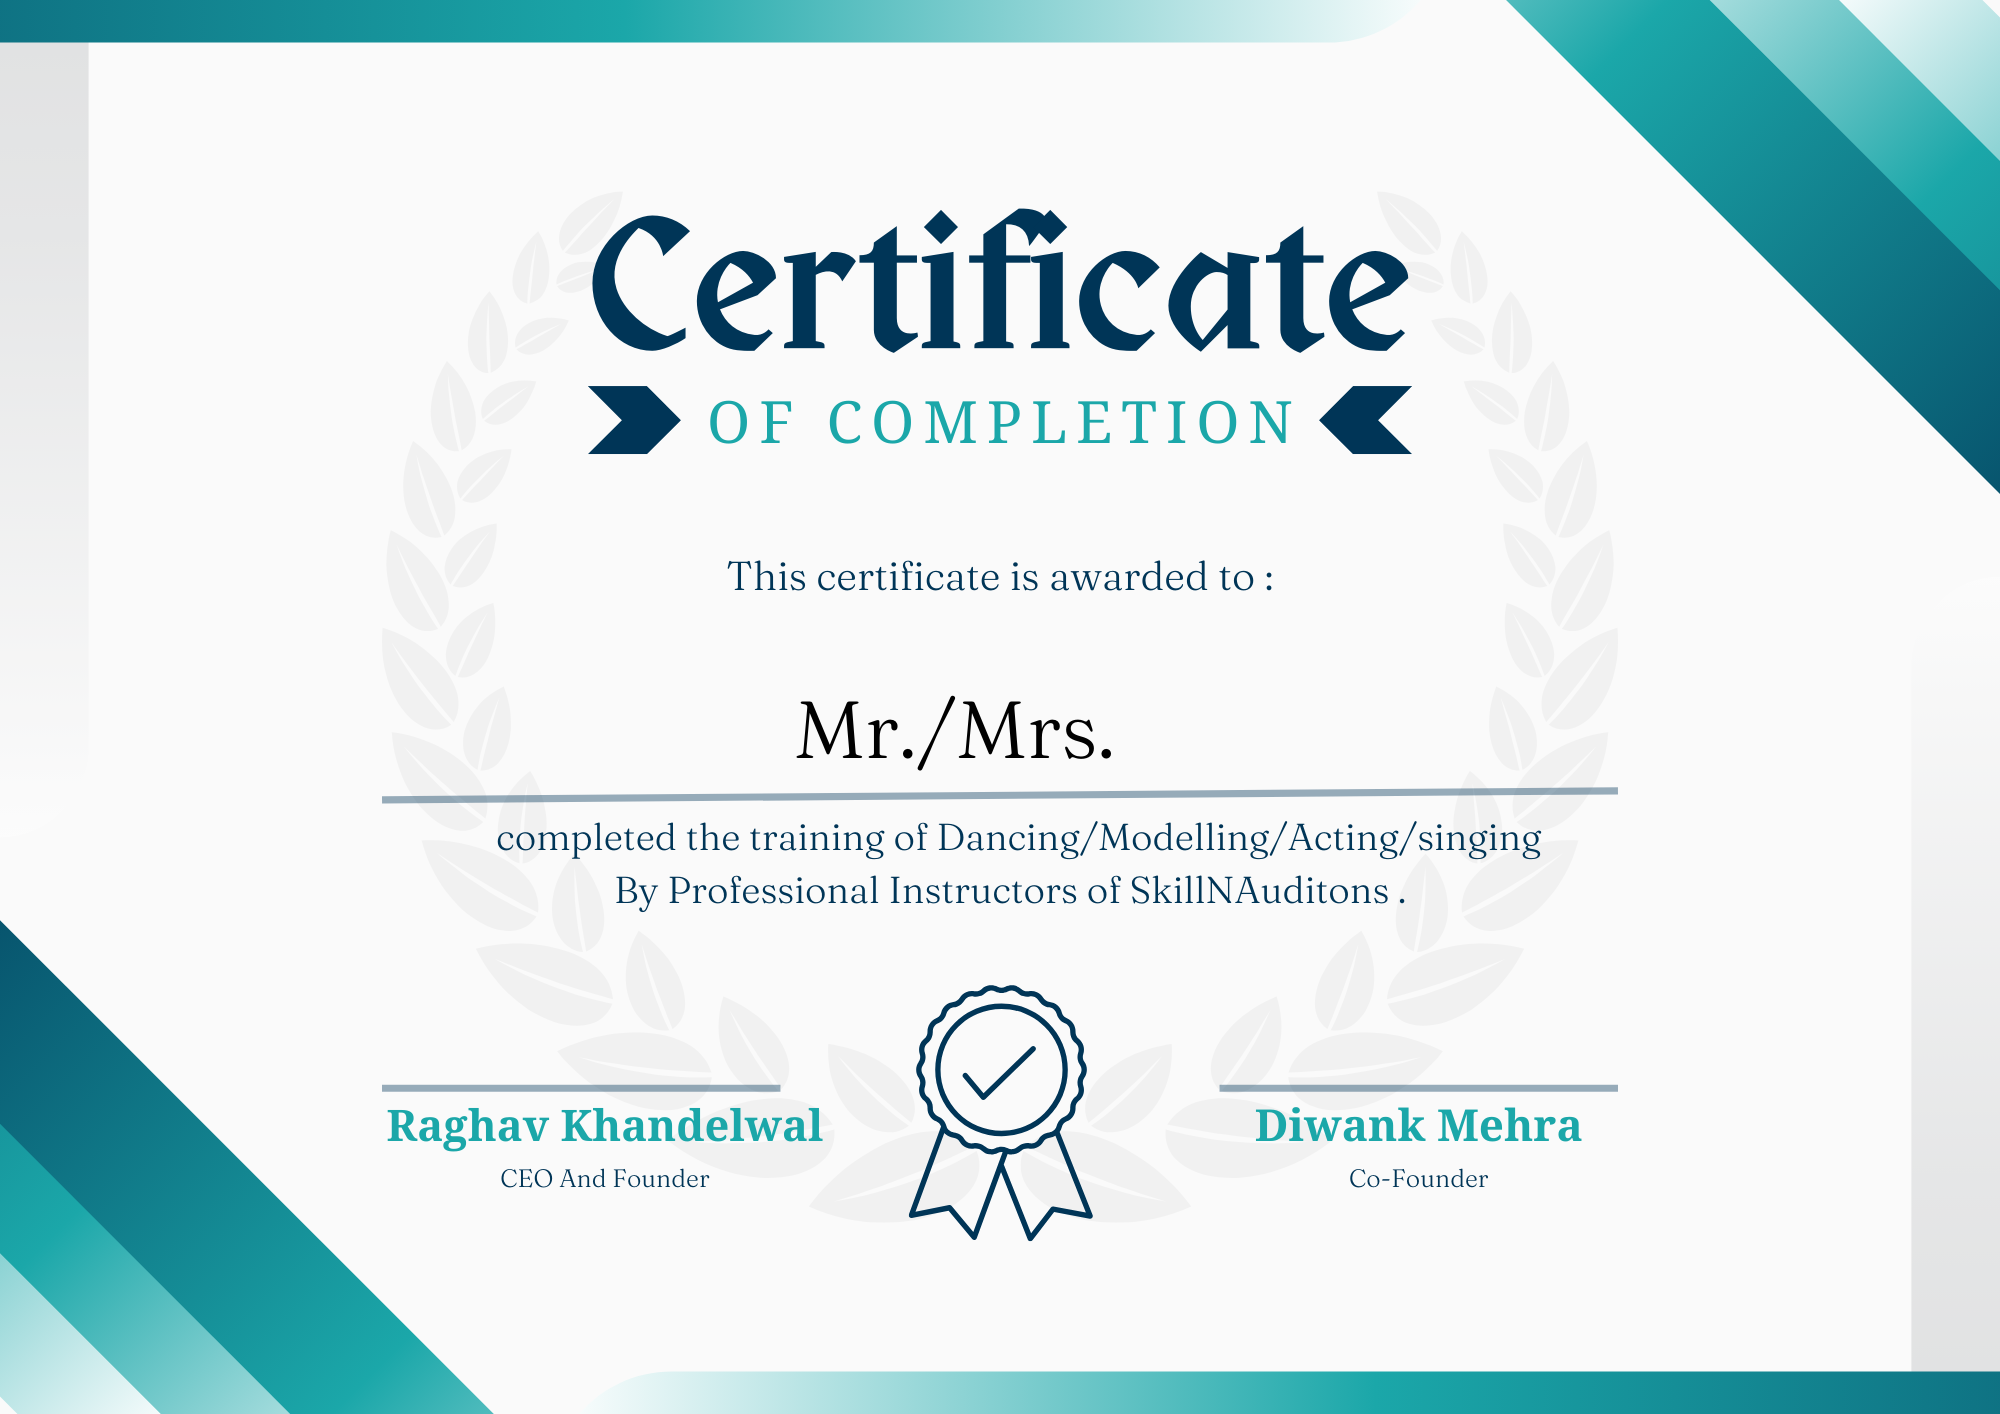 Certificate
OF COMPLETION
This certificate is awarded to :
Mr./Mrs.
completed the training of Dancing/Modelling/Acting/singing
By Professional Instructors of SkillNAuditons .
Raghav Khandelwal
CEO And Founder
Diwank Mehra
Co-Founder